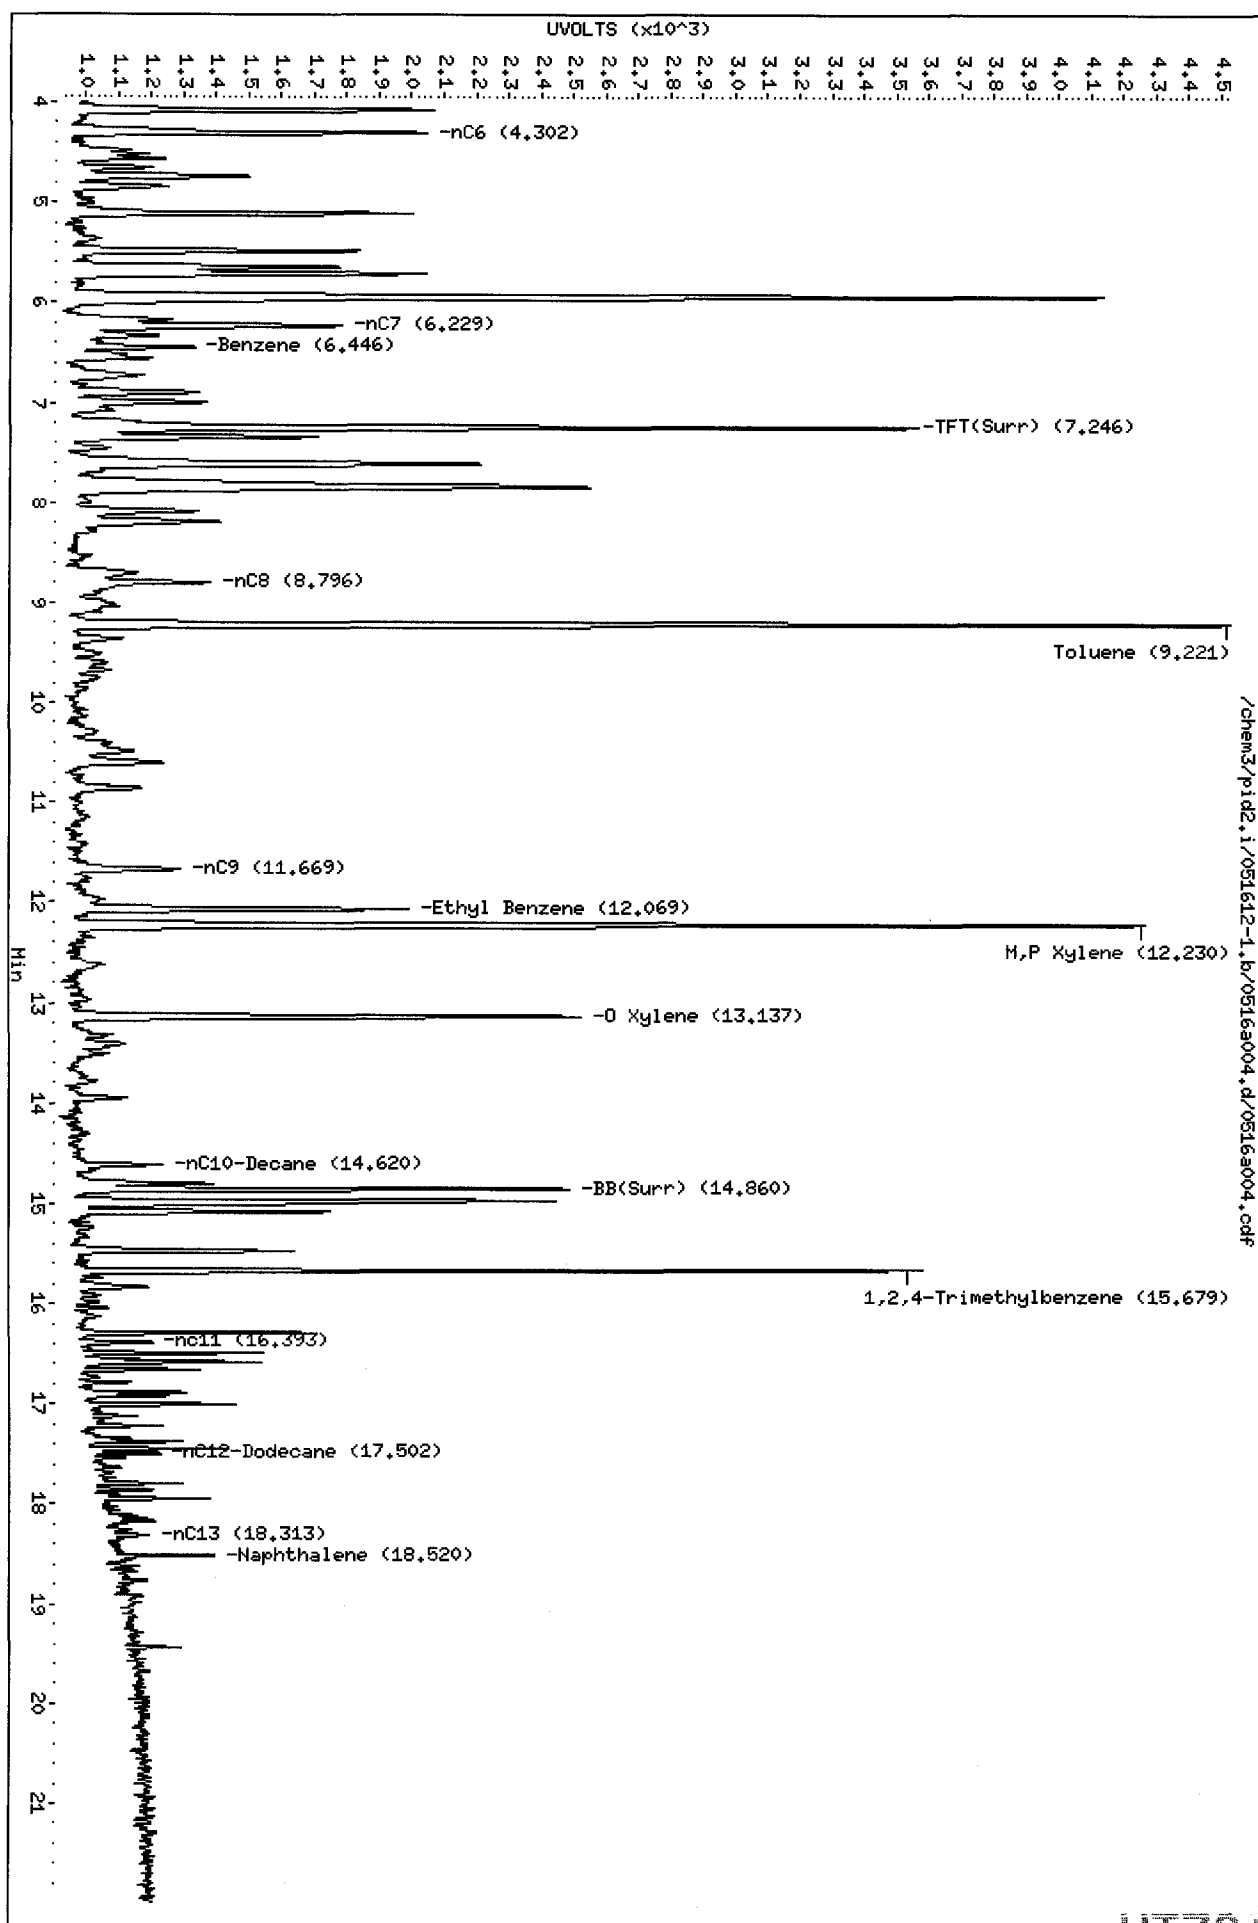 UVOLTS (x10^3)
1.0
1.1
1.2
1.3
1.4
1.5
1.6
1.7
1.8
1.9
2.0
2.1
2.2
2.3
2.4
2.5
2.6
2.7
2.8
2.9
3.0
3.1
3.2
3.3
3.4
3.5
3.6
3.7
3.8
3.9
4.0
4.1
4.2
4.3
4.4
4.5
4
5
6
7
8
9
10
11
12
13
14
15
16
17
18
19
20
21
Min
-nC6 (4.302)
-nC7 (6.229)
-Benzene (6.446)
-TFT(Surr) (7.246)
-nC8 (8.796)
Toluene (9.221)
-nC9 (11.669)
-Ethyl Benzene (12.069)
M,P Xylene (12.230)
-O Xylene (13.137)
-nC10-Decane (14.620)
-BB(Surr) (14.860)
1,2,4-Trimethylbenzene (15.679)
-nc11 (16.393)
-nC12-Dodecane (17.502)
-nC13 (18.313)
-Naphthalene (18.520)
/chem3/pid2.i/051612-1.b/0516a004.d/0516a004.cdf